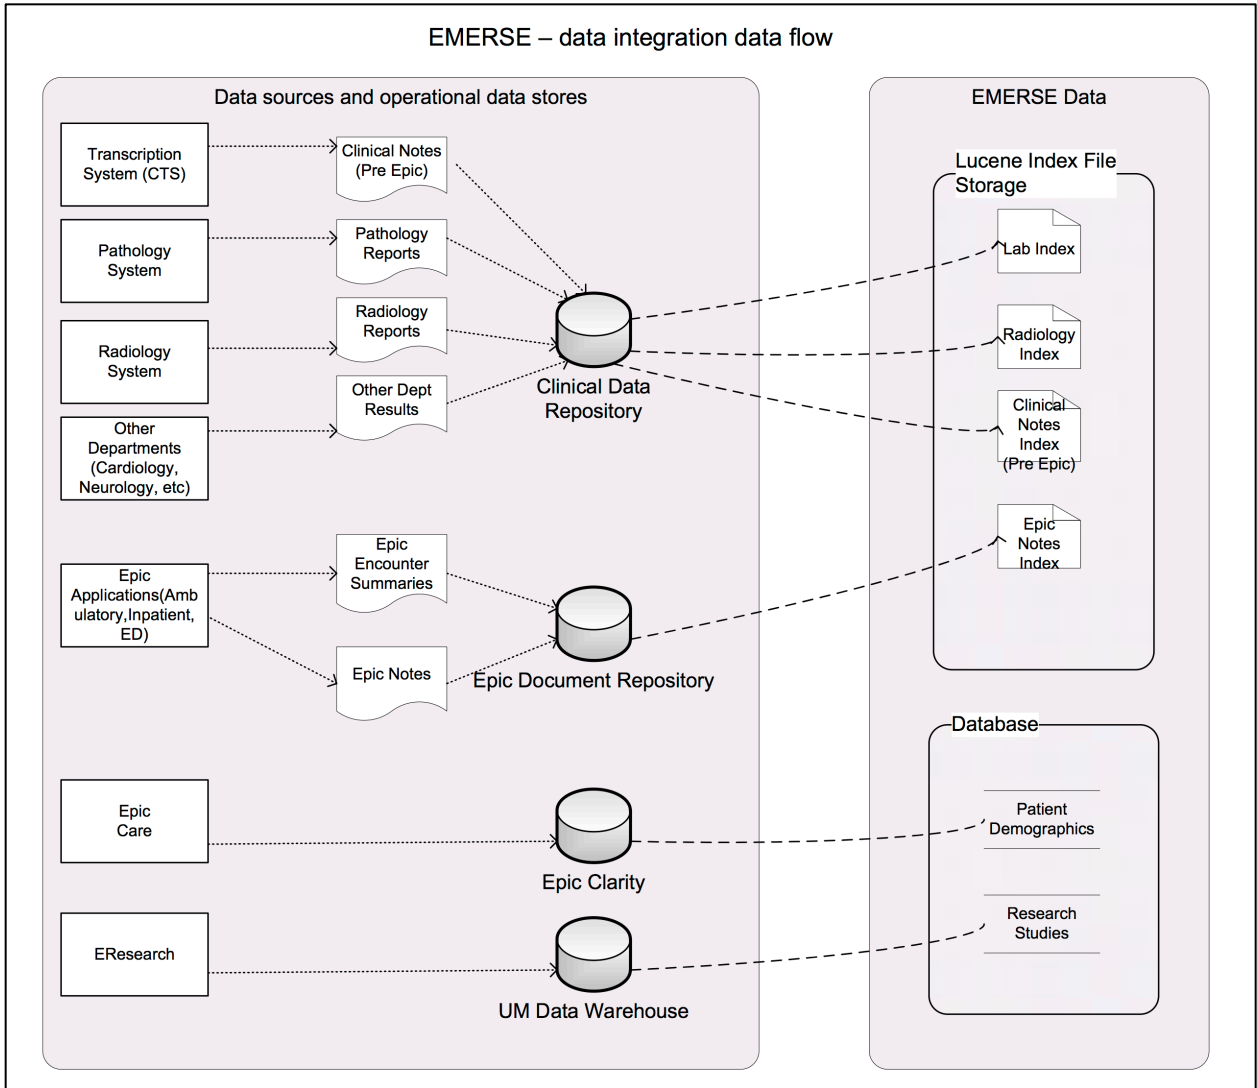 EMERSE – data integration data flow
Data sources and operational data stores
Transcription
System (CTS)
Clinical Notes
(Pre Epic)
Pathology
System
Pathology
Reports
Radiology
System
Radiology
Reports
Other
Departments
(Cardiology,
Neurology, etc)
Other Dept
Results
Clinical Data
Repository
Epic
Applications(Amb
ulatory,Inpatient,
ED)
Epic
Encounter
Summaries
Epic Notes
Epic Document Repository
Epic
Care
Epic Clarity
EResearch
UM Data Warehouse
EMERSE Data
Lucene Index File
Storage
Lab Index
Radiology
Index
Clinical
Notes
Index
(Pre Epic)
Epic
Notes
Index
Database
Patient
Demographics
Research
Studies